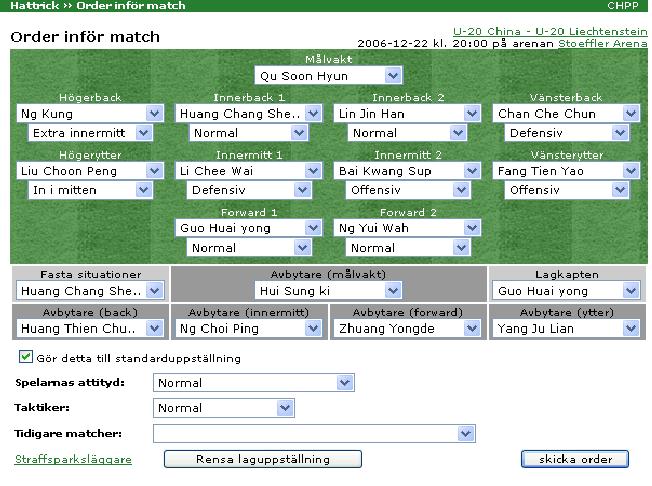 Hattrick >> Order inför match CHPP
Order inför match
U-20 China - U-20 Liechtenstein
2006-12-22 kl. 20:00 på arenan Stoeffler Arena
Målvakt
Qu Soon Hyun
Högerback Innerback 1 Innerback 2 Vänsterback
Ng Kung Huang Chang She.. Lin Jin Han Chan Che Chun
Extra innermitt Normal Normal Defensiv
Högerytter Innermitt 1 Innermitt 2 Vänsterytter
Liu Choon Peng Li Chee Wai Bai Kwang Sup Fang Tien Yao
In i mitten Defensiv Offensiv Offensiv
Forward 1 Forward 2
Guo Huai yong Ng Yui Wah
Normal Normal
Fasta situationer Avbytare (målvakt) Lagkapten
Huang Chang She.. Hui Sung ki Guo Huai yong
Avbytare (back) Avbytare (innermitt) Avbytare (forward) Avbytare (ytter)
Huang Thien Chu.. Ng Choi Ping Zhuang Yongde Yang Ju Lian
Gör detta till standarduppställning
Spelarnas attityd: Normal
Taktiker: Normal
Tidigare matcher:
Straffsparksläggare Rensa laguppställning skicka order